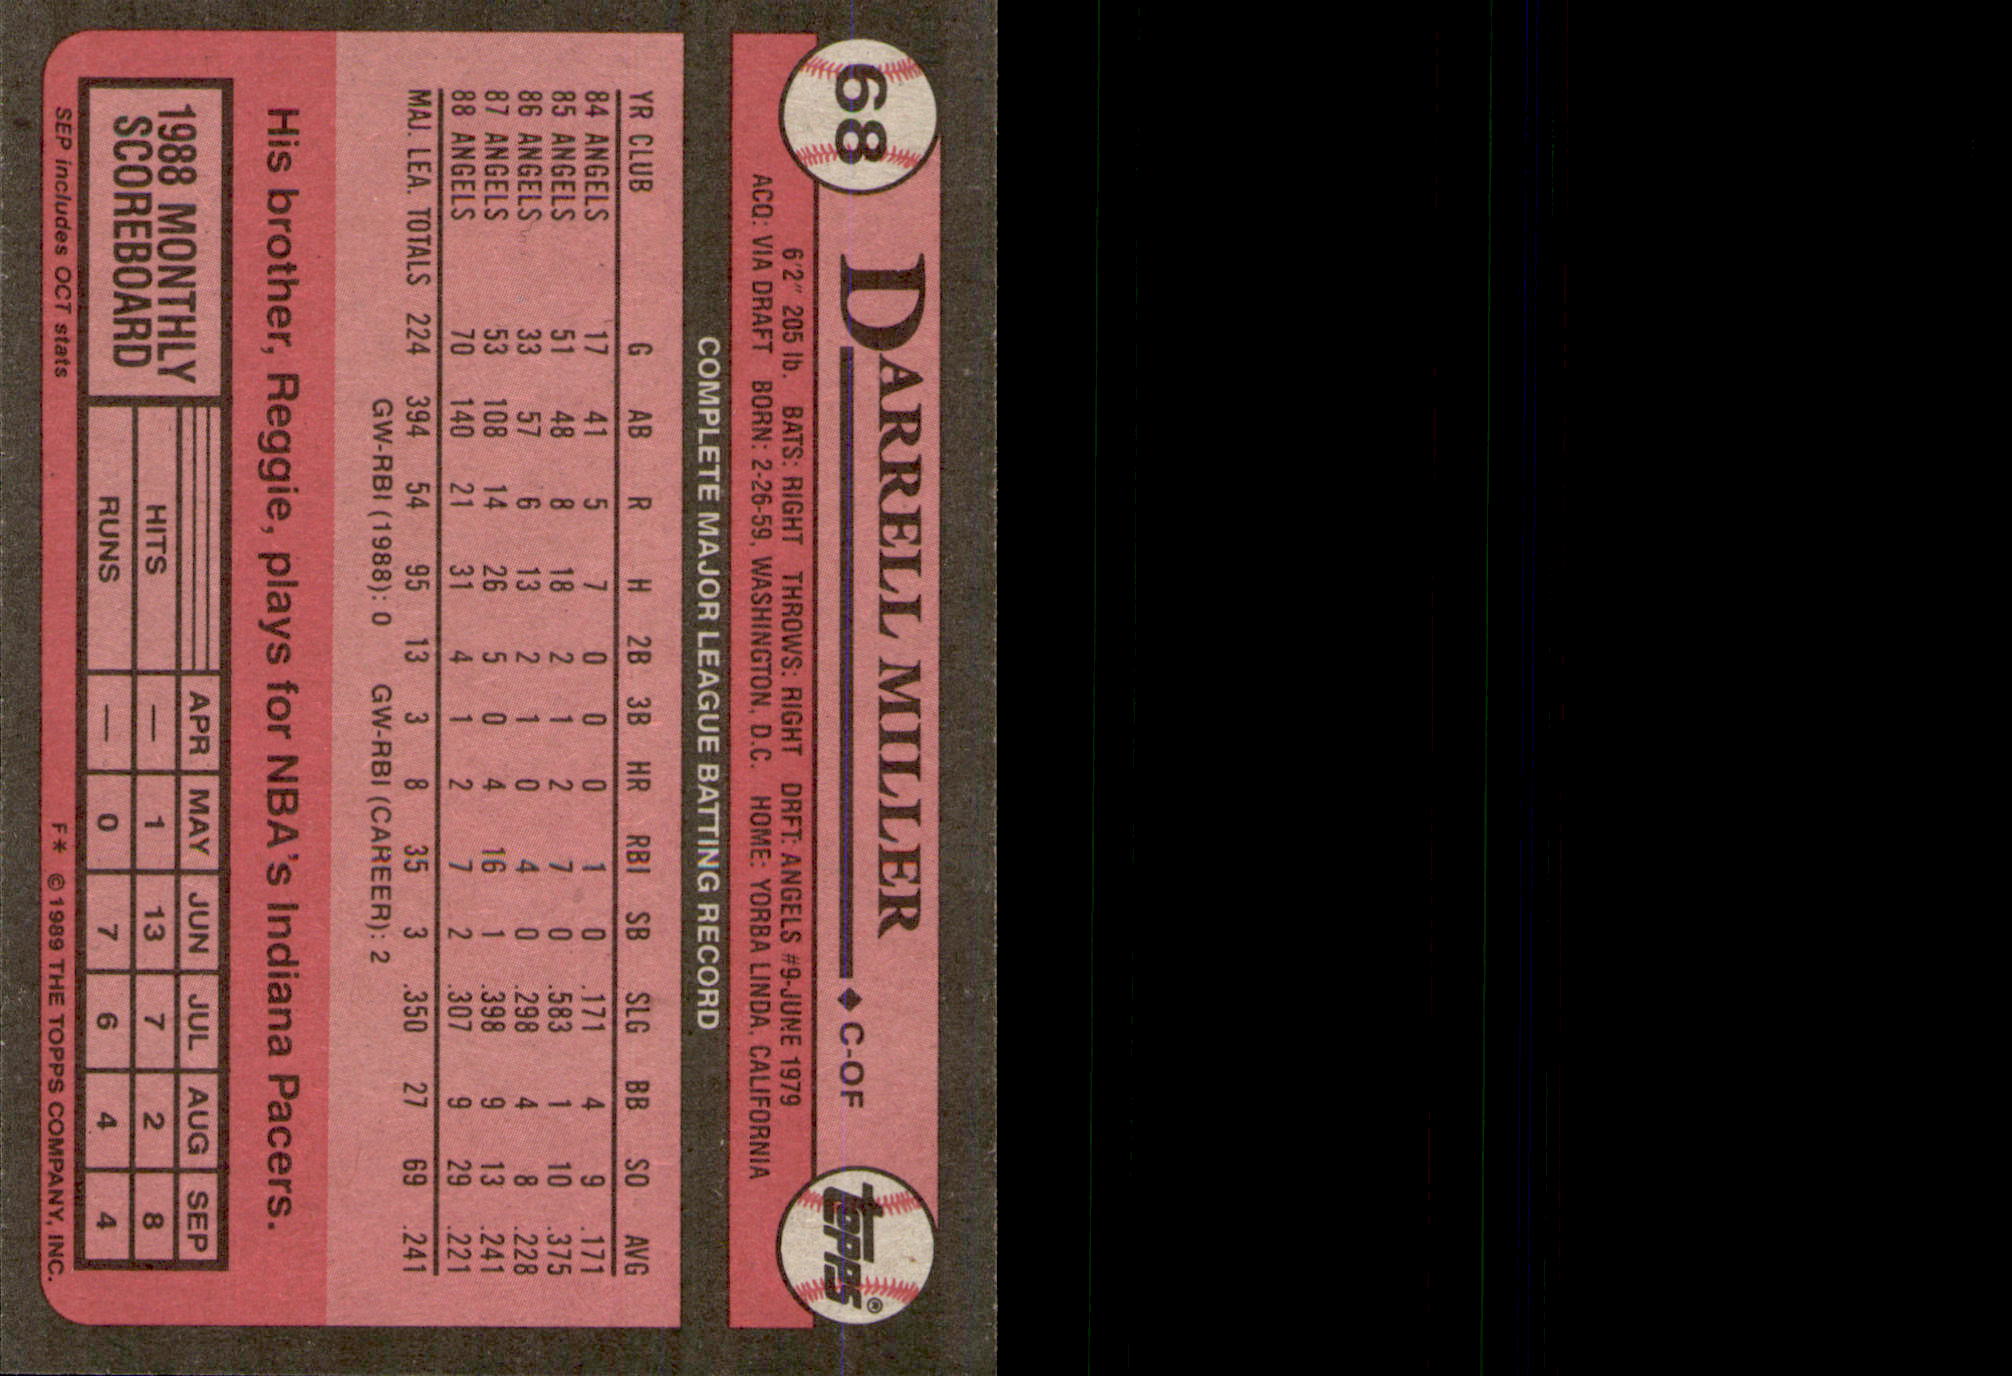 68
DARRELL MILLER ◆ C-OF
TOPPS®
6'2" 205 lb. BATS: RIGHT THROWS: RIGHT DRFT: ANGELS #9-JUNE 1979
ACQ: VIA DRAFT BORN: 2-26-59, WASHINGTON, D.C. HOME: YORBA LINDA, CALIFORNIA
COMPLETE MAJOR LEAGUE BATTING RECORD
YR CLUB G AB R H 2B 3B HR RBI SB SLG BB SO AVG
84 ANGELS 17 41 5 7 0 0 0 1 0 .171 4 9 .171
85 ANGELS 51 48 8 18 2 1 2 7 0 .583 1 10 .375
86 ANGELS 33 57 6 13 2 1 0 4 0 .298 4 8 .228
87 ANGELS 53 108 14 26 5 0 4 16 1 .398 9 13 .241
88 ANGELS 70 140 21 31 4 1 2 7 2 .307 9 29 .221
MAJ. LEA. TOTALS 224 394 54 95 13 3 8 35 3 .350 27 69 .241
GW-RBI (1988): 0 GW-RBI (CAREER): 2
His brother, Reggie, plays for NBA's Indiana Pacers.
1988 MONTHLY
SCOREBOARD
APR MAY JUN JUL AUG SEP
HITS — 1 13 7 2 8
RUNS — 0 7 6 4 4
SEP includes OCT stats
F* © 1989 THE TOPPS COMPANY, INC.